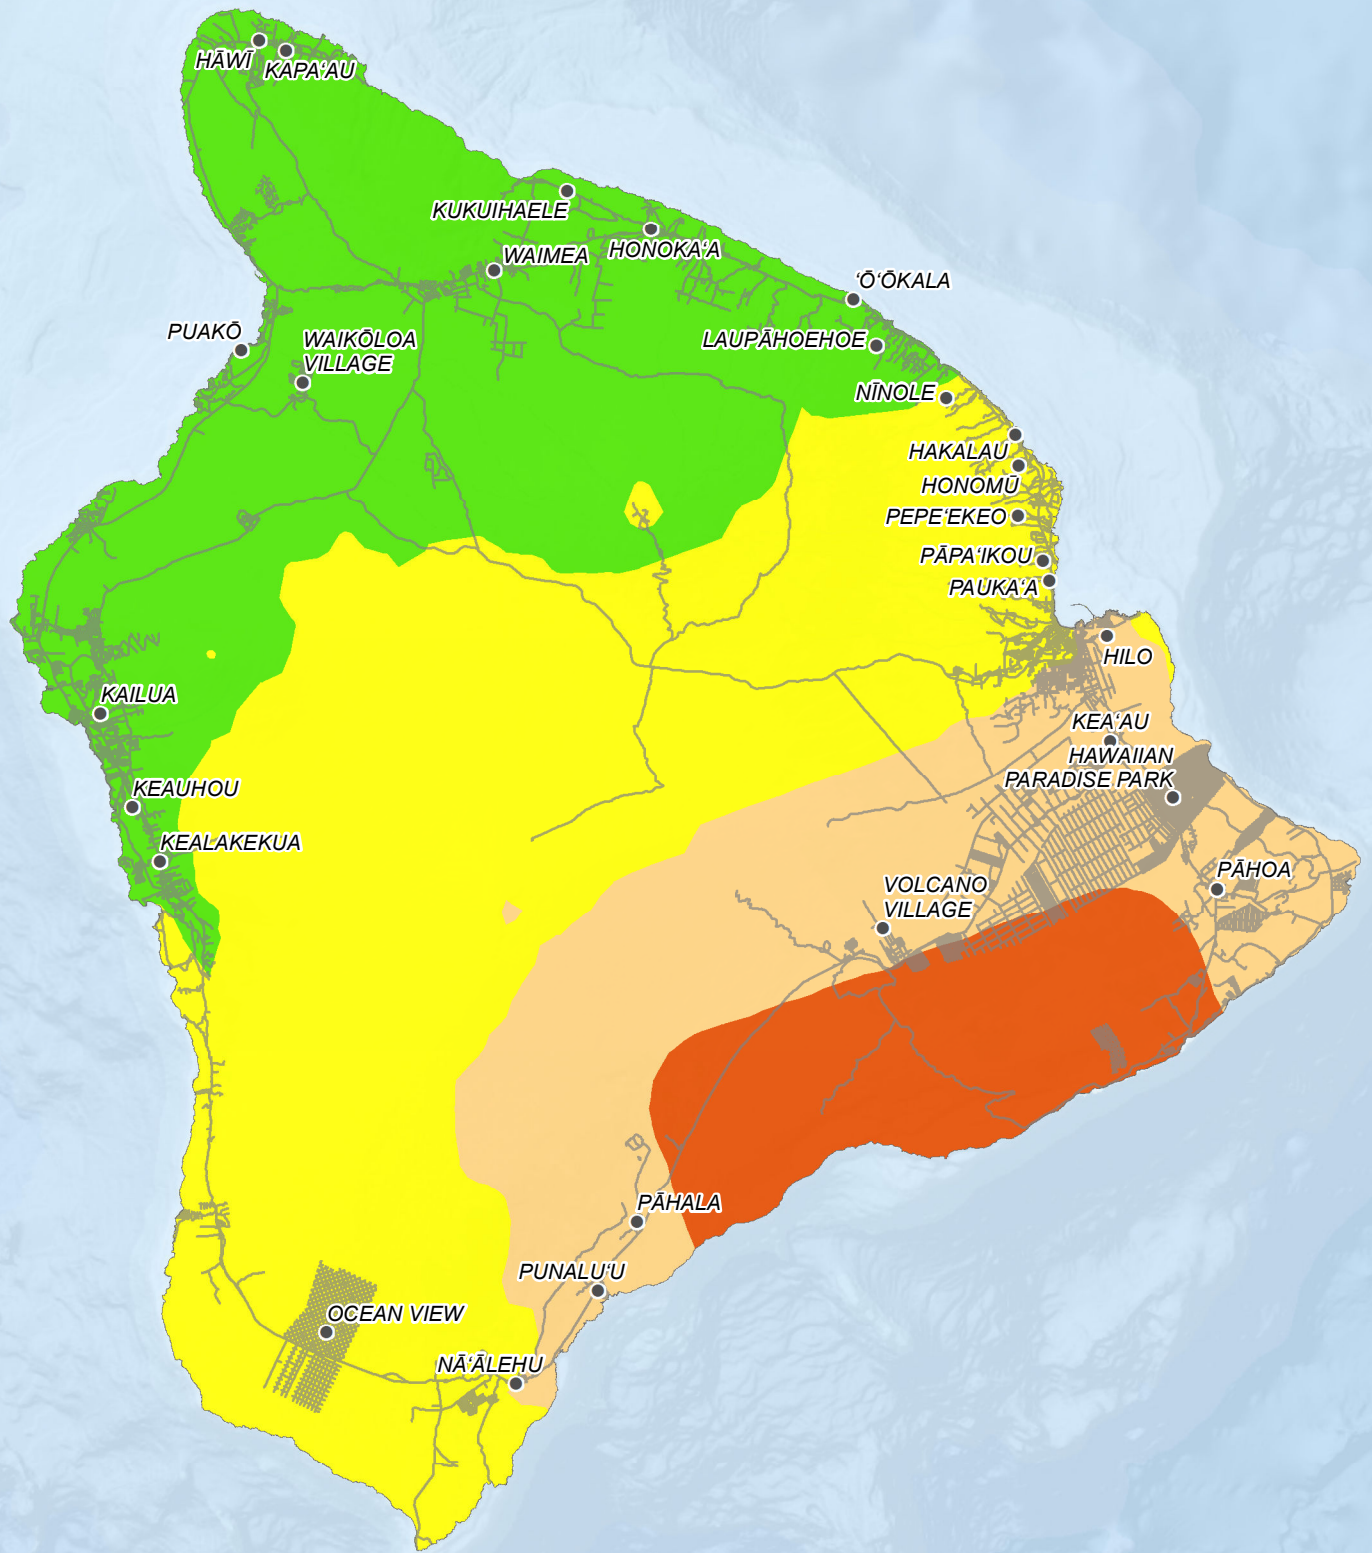 HĀWĪ
KAPAʻAU
KUKUIHAELE
HONOKAʻA
WAIMEA
ʻŌʻŌKALA
PUAKŌ
WAIKŌLOA
VILLAGE
LAUPĀHOEHOE
NĪNOLE
HAKALAU
HONOMŪ
PEPEʻEKEO
PĀPAʻIKOU
PAUKAʻA
HILO
KAILUA
KEAʻAU
HAWAIIAN
PARADISE PARK
KEAUHOU
KEALAKEKUA
PĀHOA
VOLCANO
VILLAGE
PĀHALA
PUNALUʻU
OCEAN VIEW
NĀʻĀLEHU